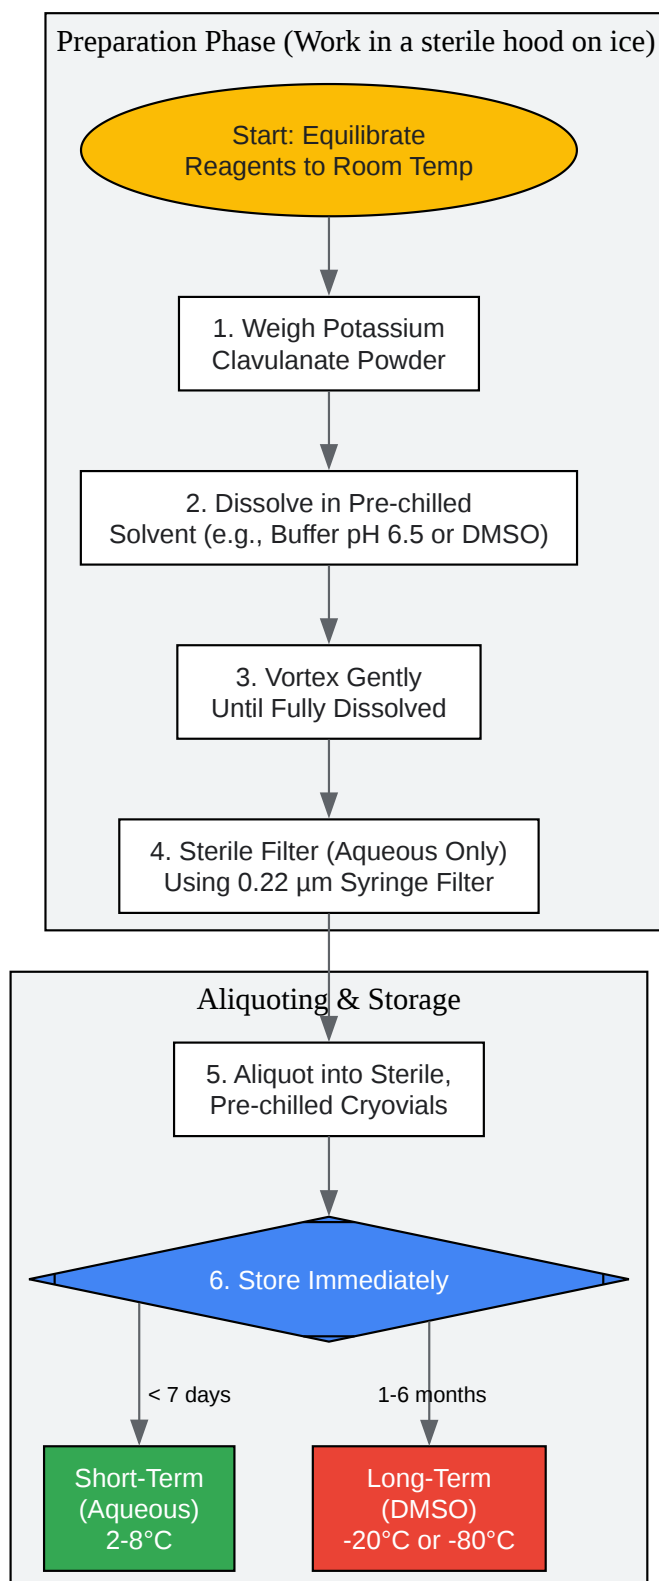 Preparation Phase (Work in a sterile hood on ice)
Start: Equilibrate
Reagents to Room Temp
1. Weigh Potassium
Clavulanate Powder
2. Dissolve in Pre-chilled
Solvent (e.g., Buffer pH 6.5 or DMSO)
3. Vortex Gently
Until Fully Dissolved
4. Sterile Filter (Aqueous Only)
Using 0.22 µm Syringe Filter
Aliquoting & Storage
5. Aliquot into Sterile,
Pre-chilled Cryovials
6. Store Immediately
< 7 days
1-6 months
Short-Term
(Aqueous)
2-8°C
Long-Term
(DMSO)
-20°C or -80°C